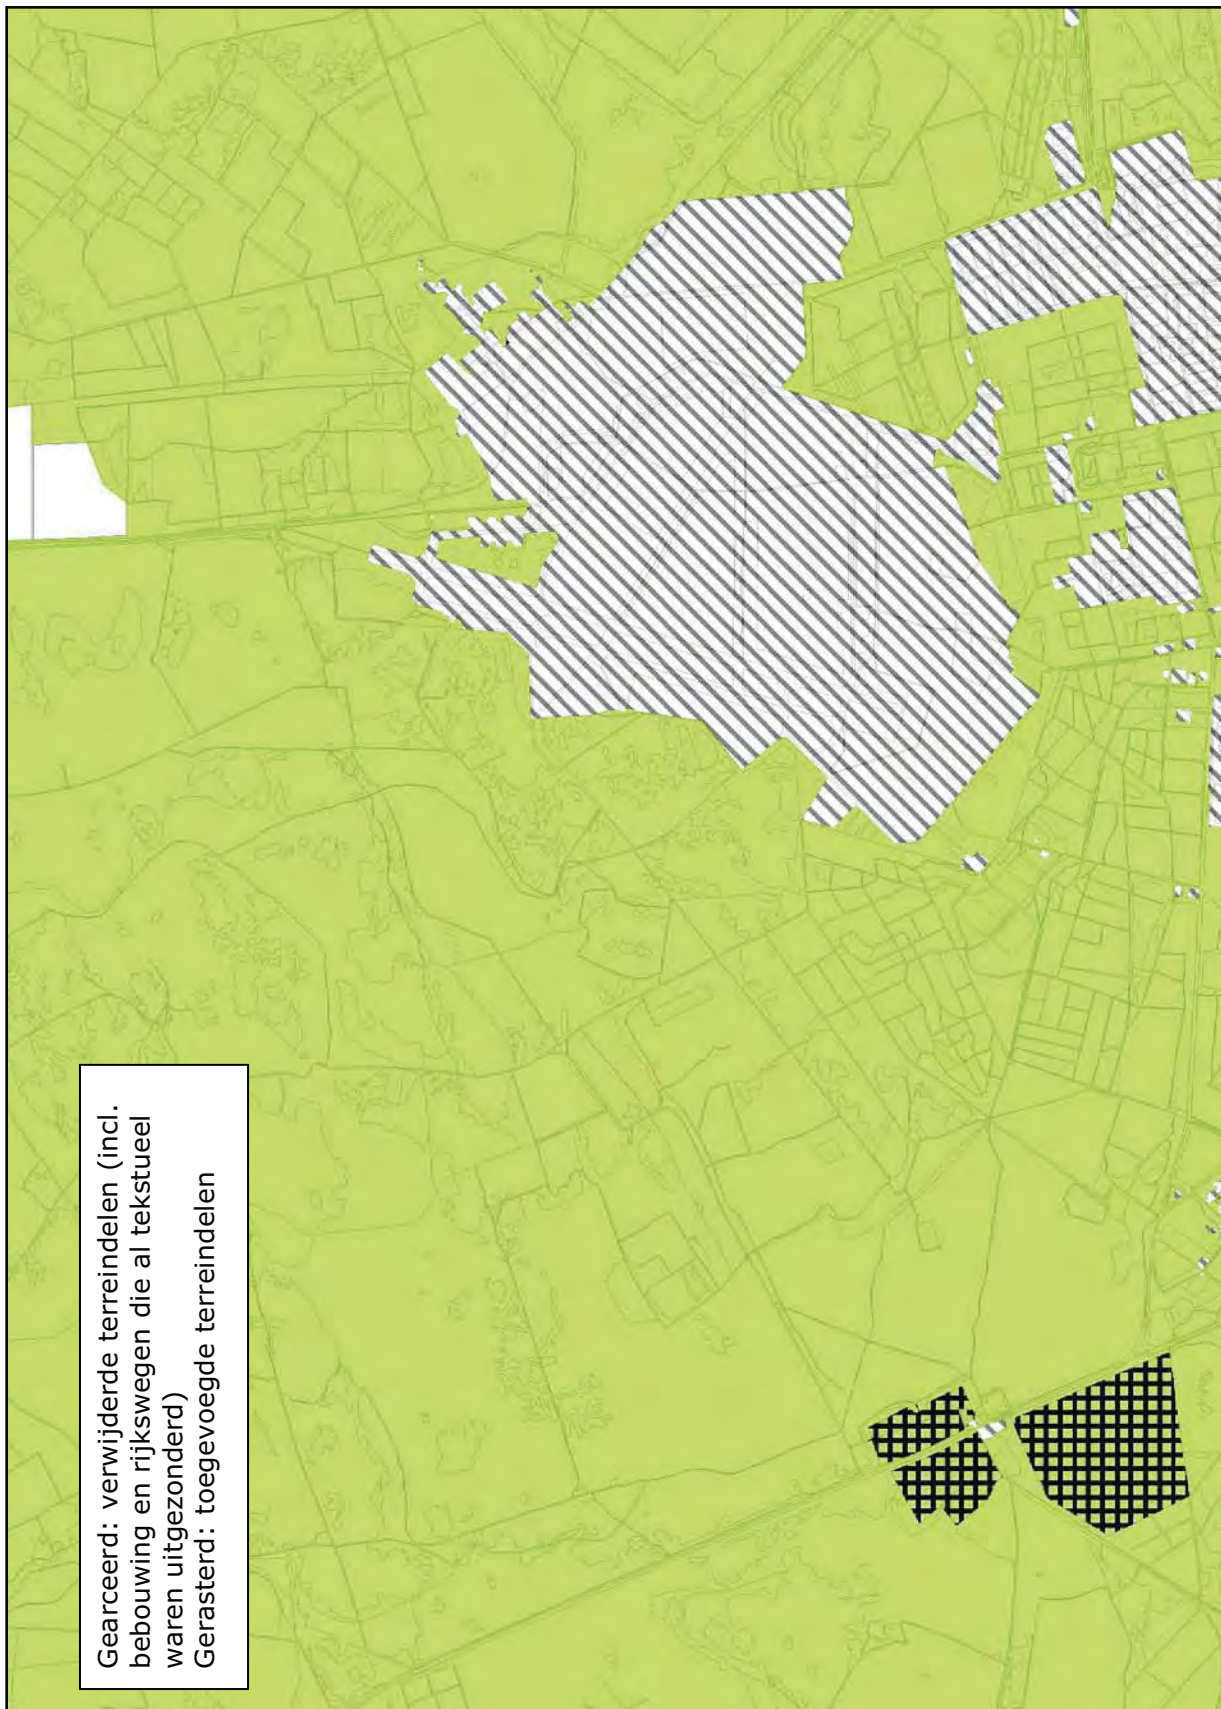 Gearceerd: verwijderde terreindelen (incl.
bebouwing en rijkswegen die al tekstueel
waren uitgezonderd)
Gerasterd: toegevoegde terreindelen